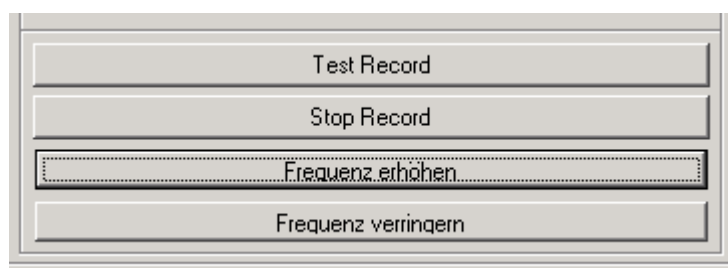 Test Record
Stop Record
Frequenz erhöhen
Frequenz verringern